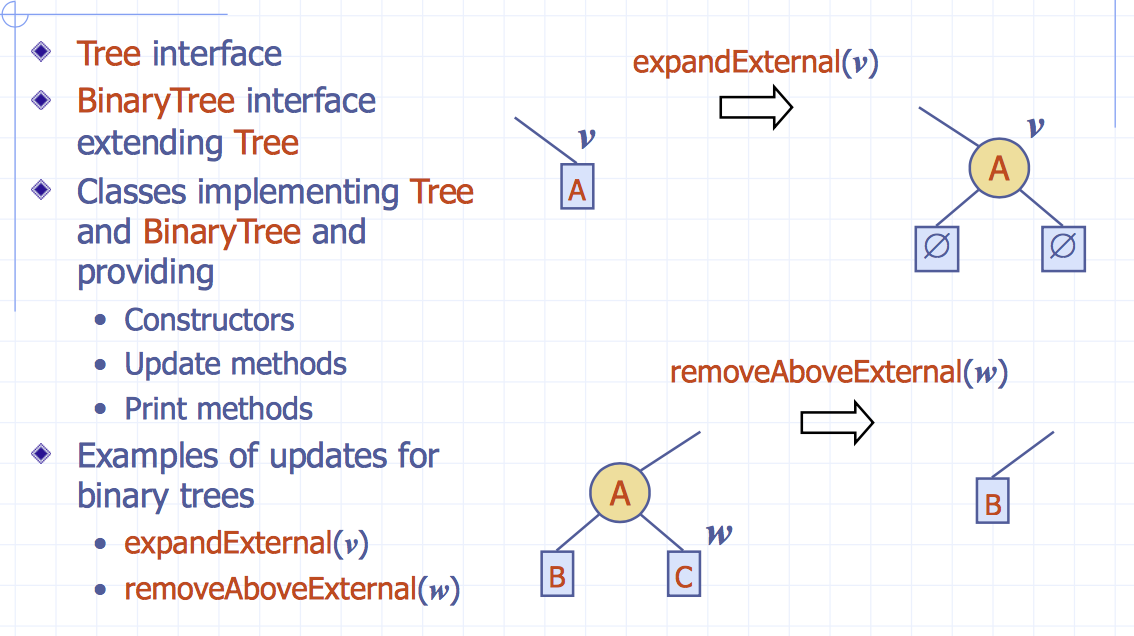 Tree interface
BinaryTree interface
extending Tree
Classes implementing Tree
and BinaryTree and
providing
Constructors
Update methods
Print methods
Examples of updates for
binary trees
expandExternal(v)
removeAboveExternal(w)
expandExternal(v)
v
A
v
A
∅ ∅
removeAboveExternal(w)
A
w
B C
B